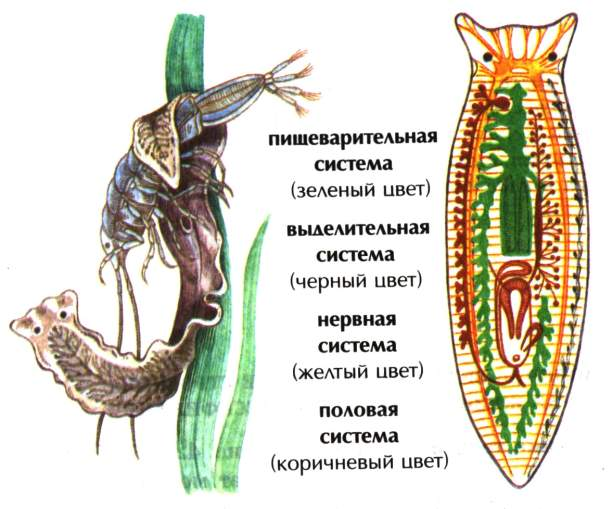 пищеварительная
система
(зеленый цвет)
выделительная
система
(черный цвет)
нервная
система
(желтый цвет)
половая
система
(коричневый цвет)